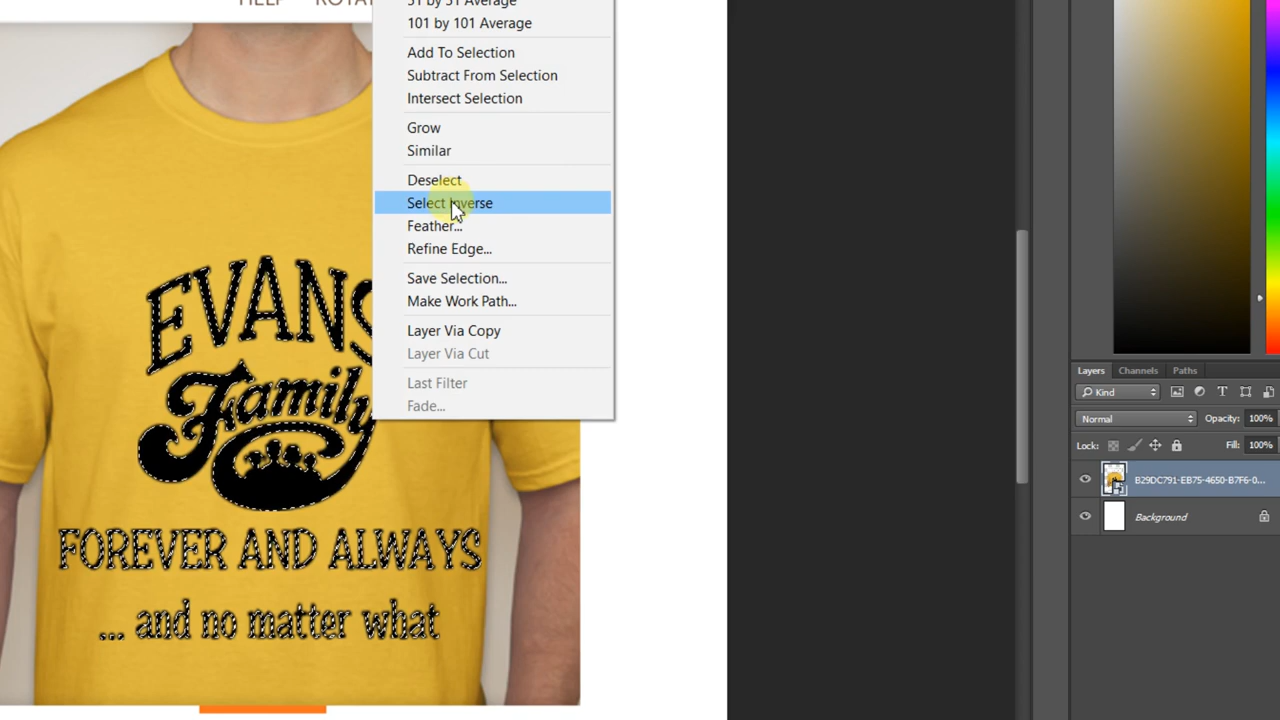 HELP
51 by 51 Average
101 by 101 Average
Add To Selection
Subtract From Selection
Intersect Selection
Grow
Similar
Deselect
Select Inverse
Feather...
Refine Edge...
Save Selection...
Make Work Path...
Layer Via Copy
Layer Via Cut
Last Filter
Fade...
EVANS
Family
FOREVER AND ALWAYS
... and no matter what
Layers Channels Paths
Kind
Normal Opacity: 100%
Lock: Fill: 100%
B29DC791-EB75-4650-B7F6-0...
Background